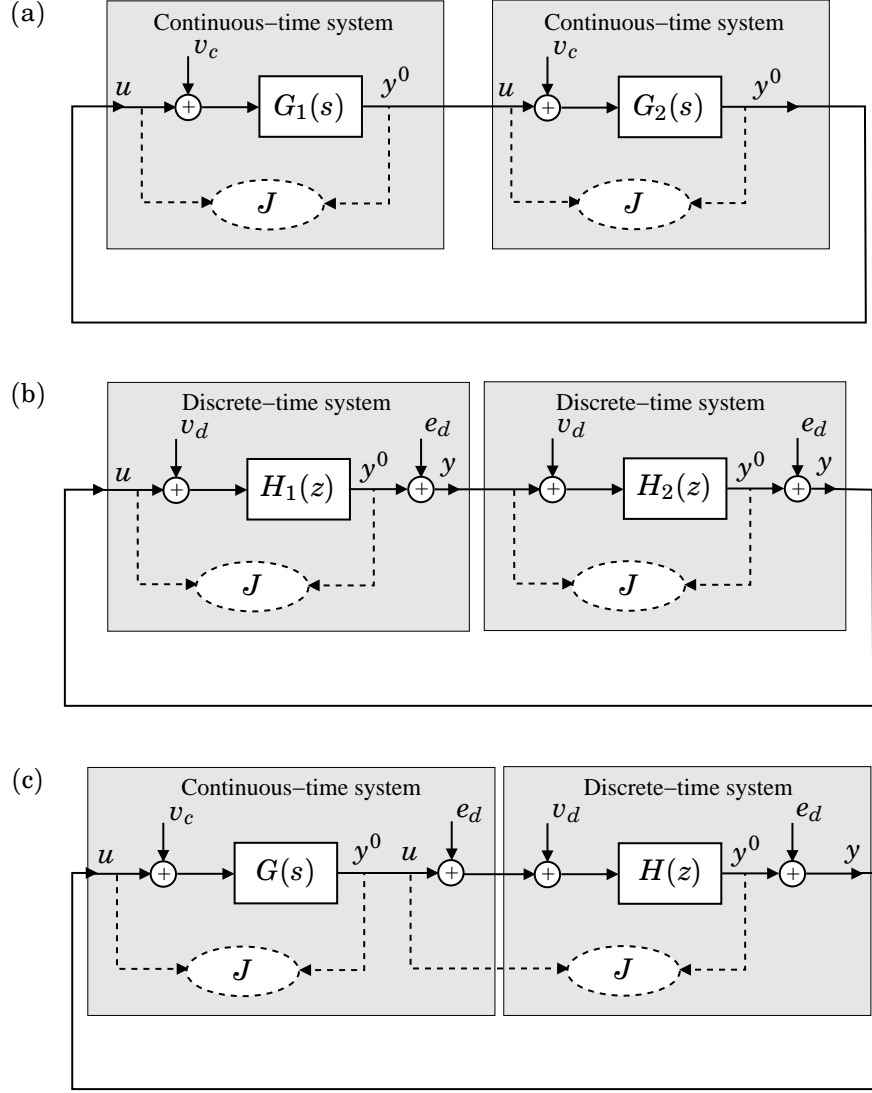 (a)
Continuous−time system
Continuous−time system
v_c
v_c
u
+
G_1(s)
y^0
u
+
G_2(s)
y^0
J
J
(b)
Discrete−time system
Discrete−time system
v_d
e_d
v_d
e_d
u
+
H_1(z)
y^0
+
y
+
H_2(z)
y^0
+
y
J
J
(c)
Continuous−time system
Discrete−time system
v_c
e_d
v_d
e_d
u
+
G(s)
y^0
u
+
+
H(z)
y^0
+
y
J
J